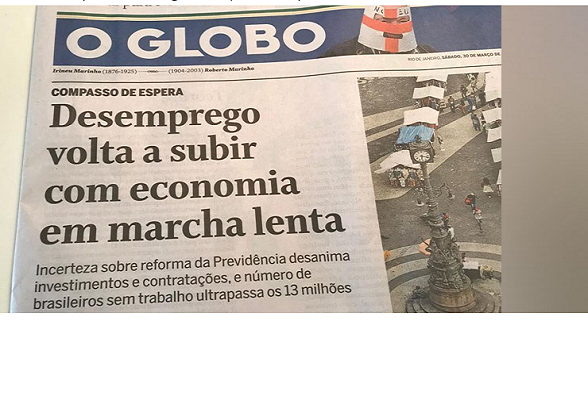 O GLOBO
Irineu Marinho (1876-1925) (1904-2003) Roberto Marinho
RIO DE JANEIRO, SÁBADO, 30 DE MARÇO DE
COMPASSO DE ESPERA
Desemprego
volta a subir
com economia
em marcha lenta
Incerteza sobre reforma da Previdência desanima
investimentos e contratações, e número de
brasileiros sem trabalho ultrapassa os 13 milhões